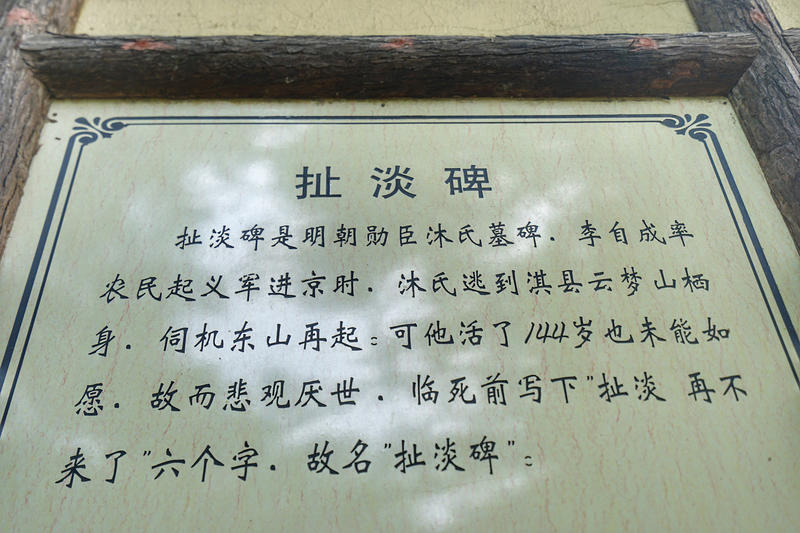 扯淡碑
扯淡碑是明朝勋臣沐氏墓碑．李自成率
农民起义军进京时．沐氏逃到淇县云梦山栖
身．伺机东山再起：可他活了144岁也未能如
愿．故而悲观厌世．临死前写下"扯淡 再不
来了"六个字．故名"扯淡碑"：